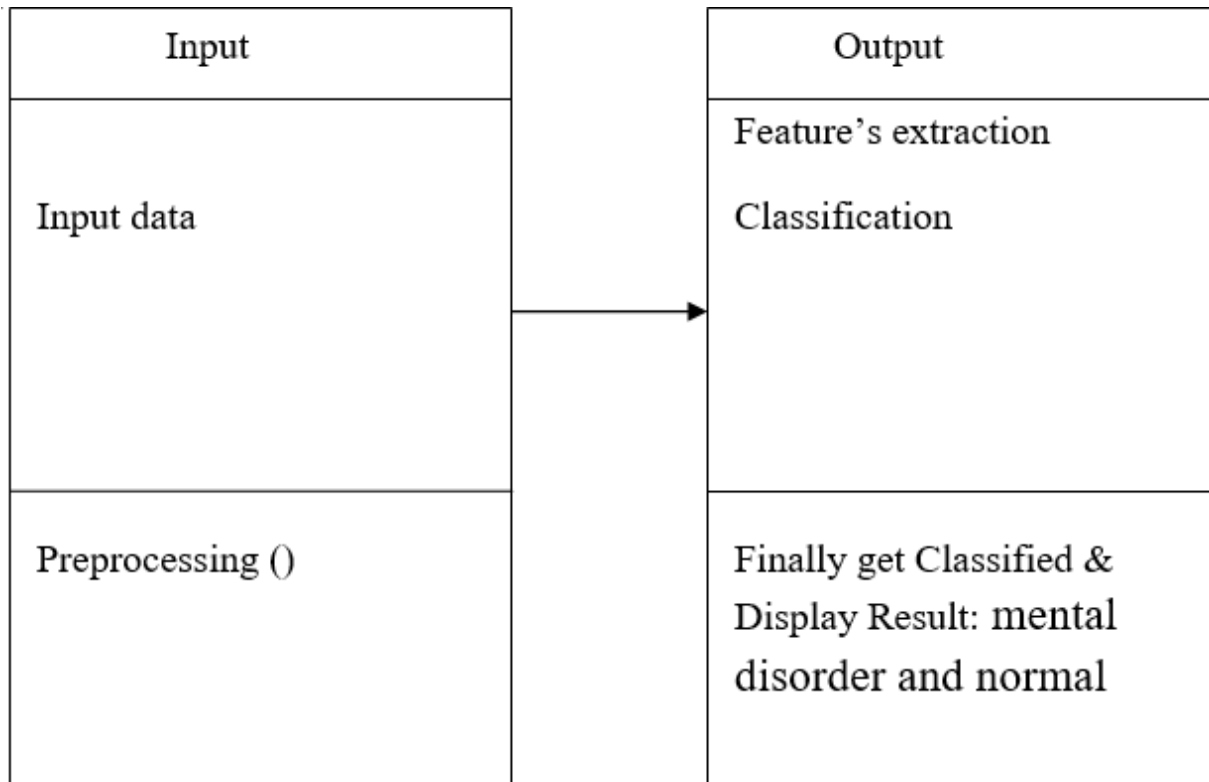 Input
Input data
Preprocessing ()
Output
Feature’s extraction
Classification
Finally get Classified &
Display Result: mental
disorder and normal